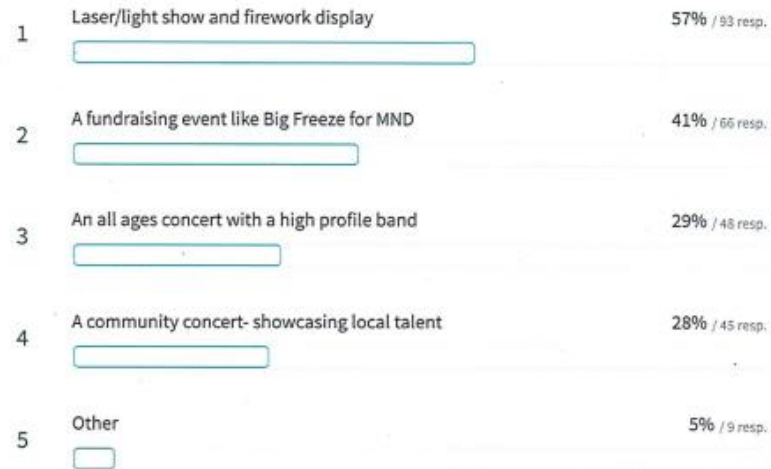 1 Laser/light show and firework display 57% / 93 resp.
2 A fundraising event like Big Freeze for MND 41% / 66 resp.
3 An all ages concert with a high profile band 29% / 48 resp.
4 A community concert- showcasing local talent 28% / 45 resp.
5 Other 5% / 9 resp.